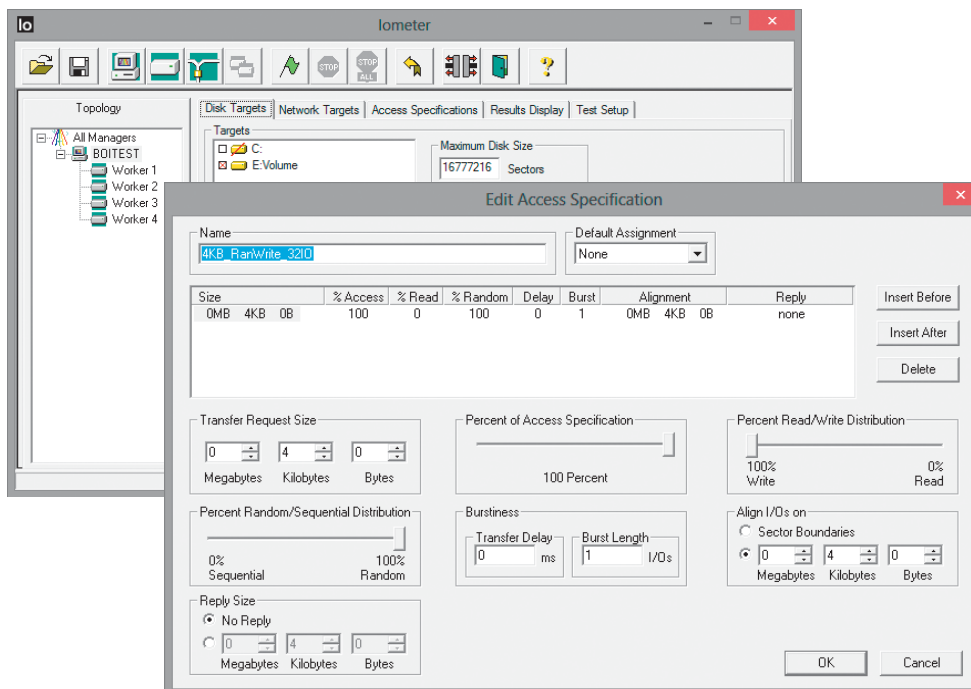 Io Iometer
STOP STOP ALL ?
Topology
Disk Targets Network Targets Access Specifications Results Display Test Setup
All Managers
BOITEST
Worker 1
Worker 2
Worker 3
Worker 4
Targets
C:
E:Volume
Maximum Disk Size
16777216 Sectors
Edit Access Specification
Name
4KB_RanWrite_32IO
Default Assignment
None
Size % Access % Read % Random Delay Burst Alignment Reply
0MB 4KB 0B 100 0 100 0 1 0MB 4KB 0B none
Insert Before
Insert After
Delete
Transfer Request Size
0 4 0
Megabytes Kilobytes Bytes
Percent of Access Specification
100 Percent
Percent Read/Write Distribution
100% 0%
Write Read
Percent Random/Sequential Distribution
0% 100%
Sequential Random
Burstiness
Transfer Delay
0 ms
Burst Length
1 I/Os
Align I/Os on
Sector Boundaries
0 4 0
Megabytes Kilobytes Bytes
Reply Size
No Reply
0 4 0
Megabytes Kilobytes Bytes
OK Cancel